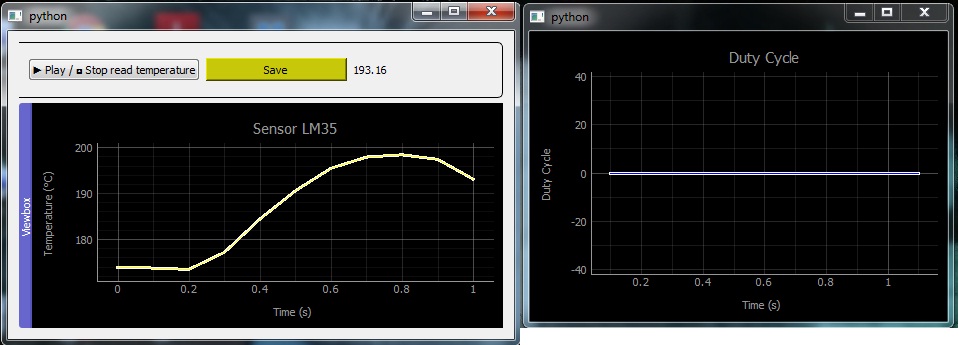 python
▶ Play / ◘ Stop read temperature
Save
193.16
Viewbox
Sensor LM35
Temperature (°C)
200
190
180
0 0.2 0.4 0.6 0.8 1
Time (s)
python
Duty Cycle
Duty Cycle
40
20
0
-20
-40
0.2 0.4 0.6 0.8 1
Time (s)